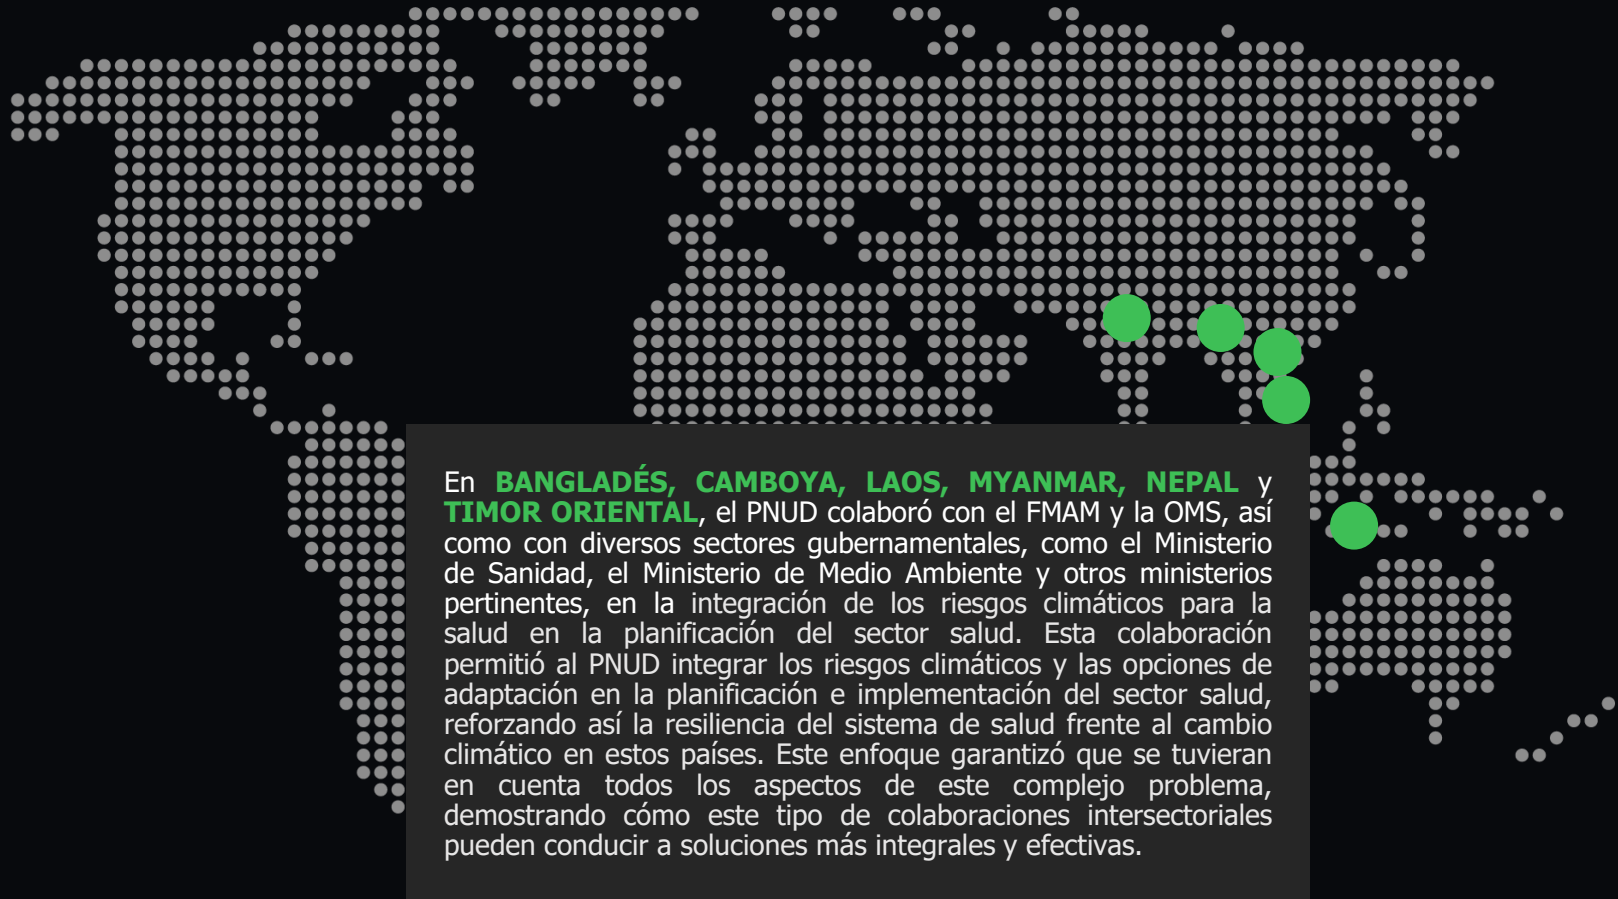 En BANGLADÉS, CAMBOYA, LAOS, MYANMAR, NEPAL y
TIMOR ORIENTAL, el PNUD colaboró con el FMAM y la OMS, así
como con diversos sectores gubernamentales, como el Ministerio
de Sanidad, el Ministerio de Medio Ambiente y otros ministerios
pertinentes, en la integración de los riesgos climáticos para la
salud en la planificación del sector salud. Esta colaboración
permitió al PNUD integrar los riesgos climáticos y las opciones de
adaptación en la planificación e implementación del sector salud,
reforzando así la resiliencia del sistema de salud frente al cambio
climático en estos países. Este enfoque garantizó que se tuvieran
en cuenta todos los aspectos de este complejo problema,
demostrando cómo este tipo de colaboraciones intersectoriales
pueden conducir a soluciones más integrales y efectivas.